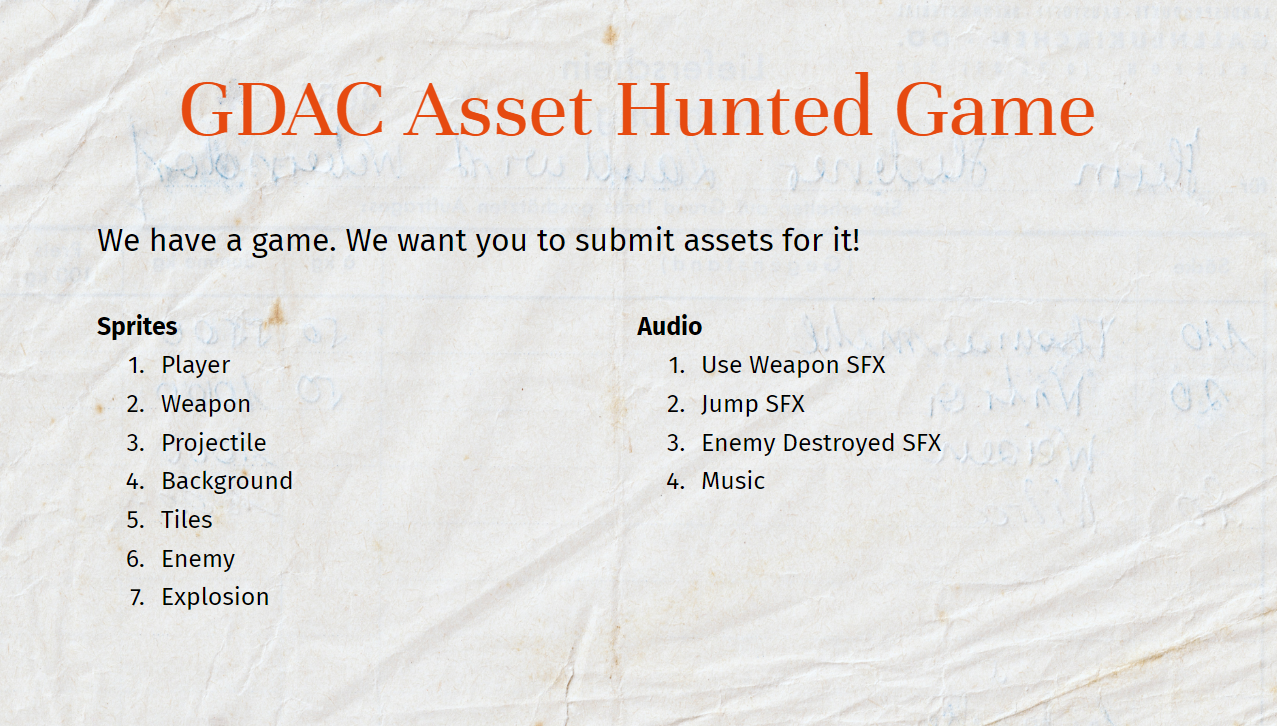 GDAC Asset Hunted Game
We have a game. We want you to submit assets for it!
Sprites
1. Player
2. Weapon
3. Projectile
4. Background
5. Tiles
6. Enemy
7. Explosion
Audio
1. Use Weapon SFX
2. Jump SFX
3. Enemy Destroyed SFX
4. Music